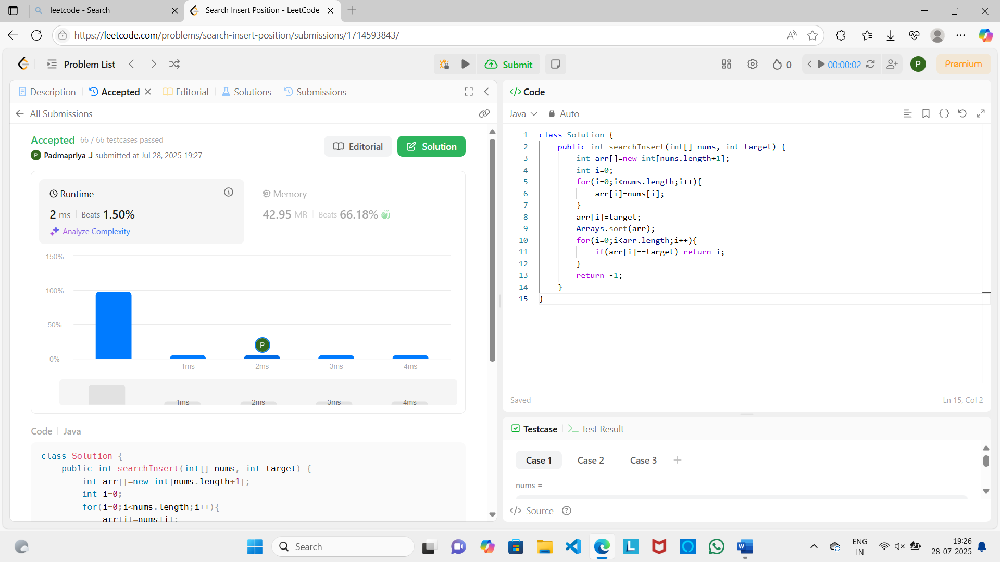 leetcode - Search
Search Insert Position - LeetCode
https://leetcode.com/problems/search-insert-position/submissions/1714593843/
Problem List
Submit
0
00:00:02
P
Premium
Description
Accepted
Editorial
Solutions
Submissions
All Submissions
Accepted 66 / 66 testcases passed
P Padmapriya .J submitted at Jul 28, 2025 19:27
Editorial
Solution
Runtime
2 ms Beats 1.50%
Analyze Complexity
Memory
42.95 MB Beats 66.18%
150%
100%
50%
0%
P
1ms 2ms 3ms 4ms
1ms 2ms 3ms 4ms
Code Java
class Solution {
public int searchInsert(int[] nums, int target) {
int arr[]=new int[nums.length+1];
int i=0;
for(i=0;i<nums.length;i++){
arr[i]=nums[i];
</> Code
Java Auto
1 class Solution {
2 public int searchInsert(int[] nums, int target) {
3 int arr[]=new int[nums.length+1];
4 int i=0;
5 for(i=0;i<nums.length;i++){
6 arr[i]=nums[i];
7 }
8 arr[i]=target;
9 Arrays.sort(arr);
10 for(i=0;i<arr.length;i++){
11 if(arr[i]==target) return i;
12 }
13 return -1;
14 }
15 }
Saved
Ln 15, Col 2
Testcase
Test Result
Case 1 Case 2 Case 3
nums =
</> Source
Search
ENG
IN
19:26
28-07-2025